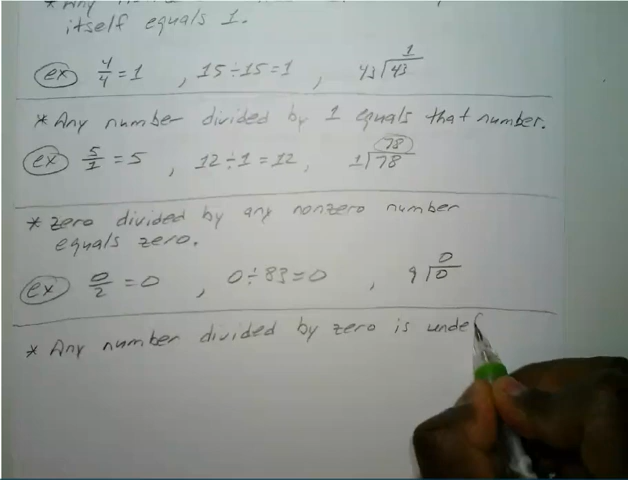 itself equals 1.
ex 4/4 = 1 , 15÷15=1 , 43)43 1
* Any number divided by 1 equals that number.
ex 5/1 = 5 , 12÷1=12, 1)78 78
* Zero divided by any nonzero number
equals zero.
ex 0/2 = 0 , 0÷83=0 , 9)0 0
* Any number divided by zero is undef